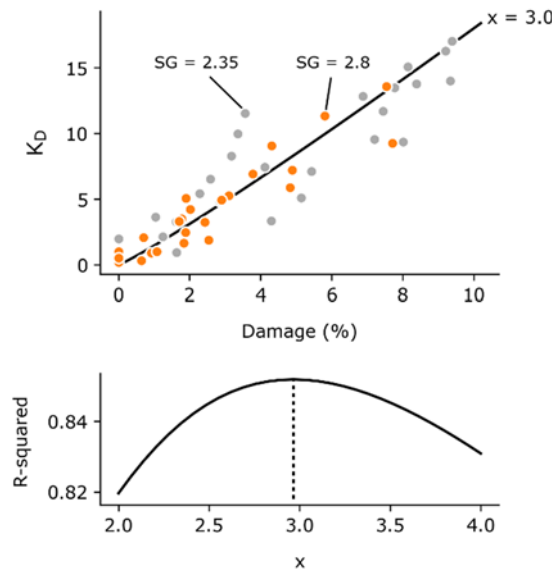 x = 3.0
SG = 2.35 SG = 2.8
15
10
5
0
K_D
0 2 4 6 8 10
Damage (%)
R-squared
0.84
0.82
2.0 2.5 3.0 3.5 4.0
x